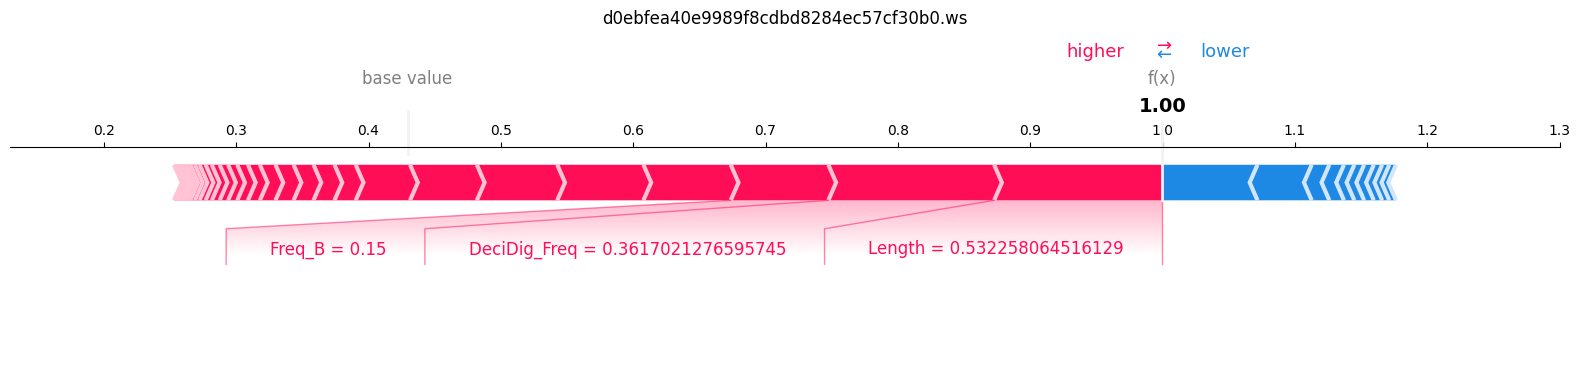 d0ebfea40e9989f8cdbd8284ec57cf30b0.ws
higher → ← lower
base value f(x)
1.00
0.2 0.3 0.4 0.5 0.6 0.7 0.8 0.9 1.0 1.1 1.2 1.3
Freq_B = 0.15 DeciDig_Freq = 0.3617021276595745 Length = 0.532258064516129